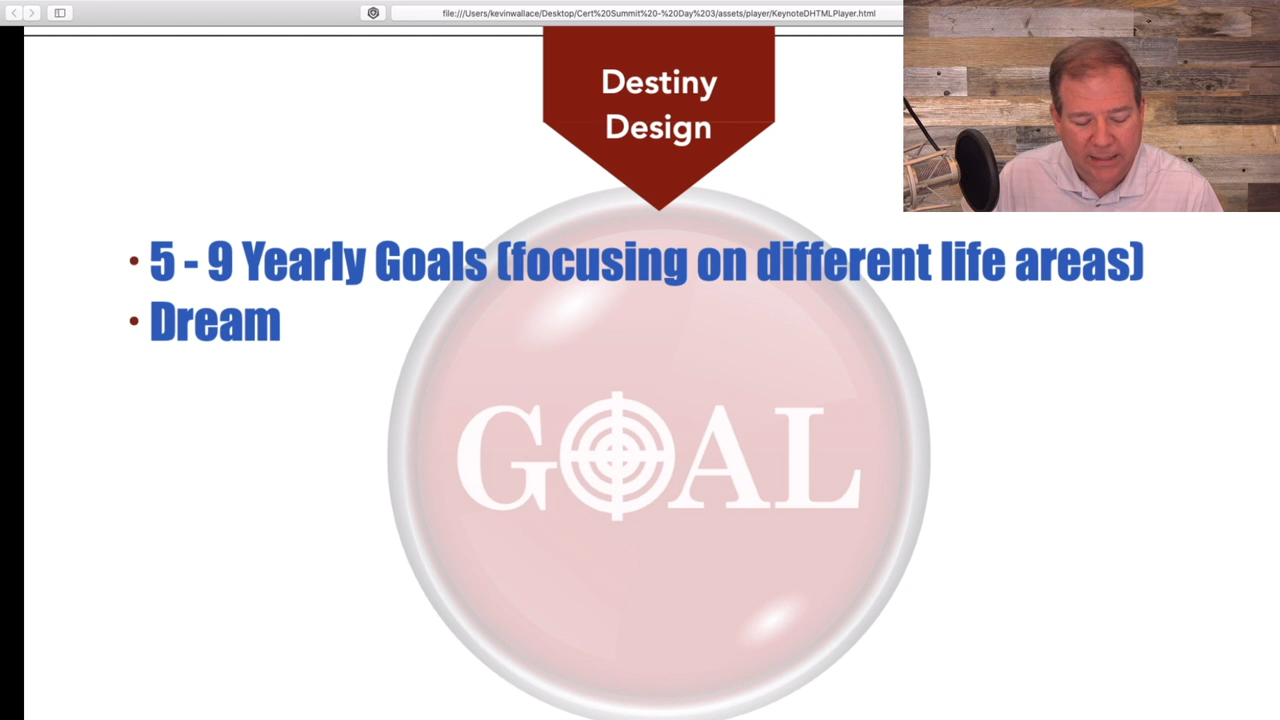 file:///Users/kevinwallace/Desktop/Cert%20Summit%20-%20Day%203/assets/player/KeynoteDHTMLPlayer.html
Destiny
Design
• 5 - 9 Yearly Goals (focusing on different life areas)
• Dream
GOAL